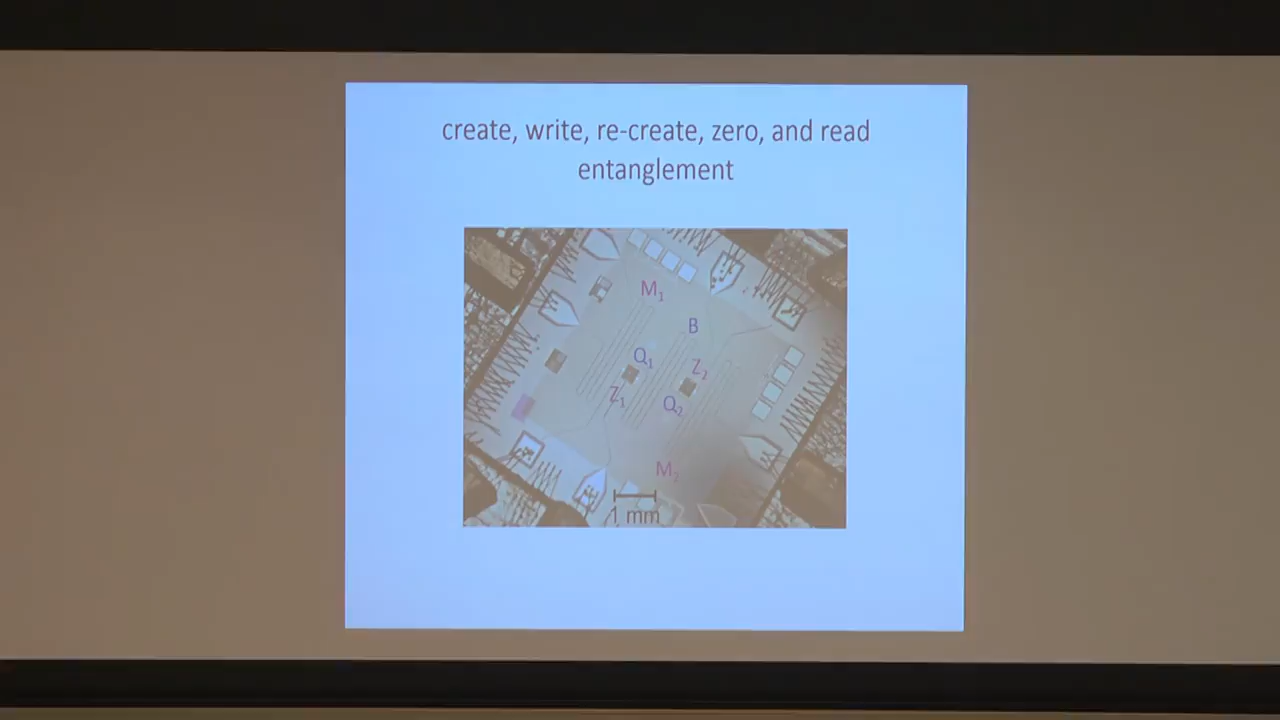 create, write, re-create, zero, and read
entanglement
M₁
B
Q₁
Z₂
Z₁
Q₂
M₂
1 mm